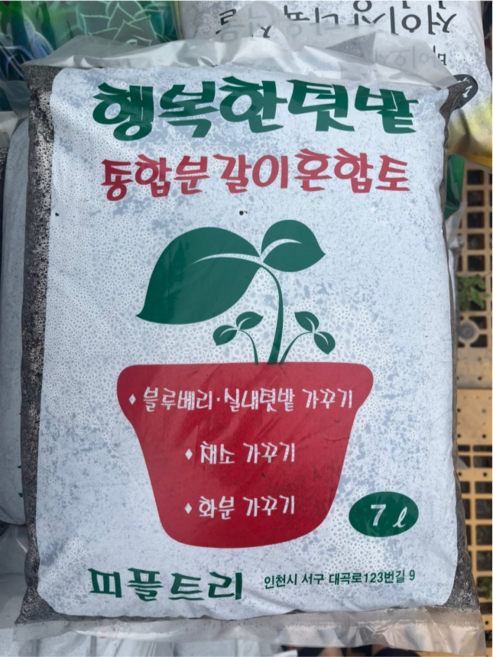 행복한텃밭
통합분갈이혼합토
블루베리·실내텃밭 가꾸기
채소 가꾸기
화분 가꾸기
7ℓ
피플트리 인천시 서구 대곡로123번길 9